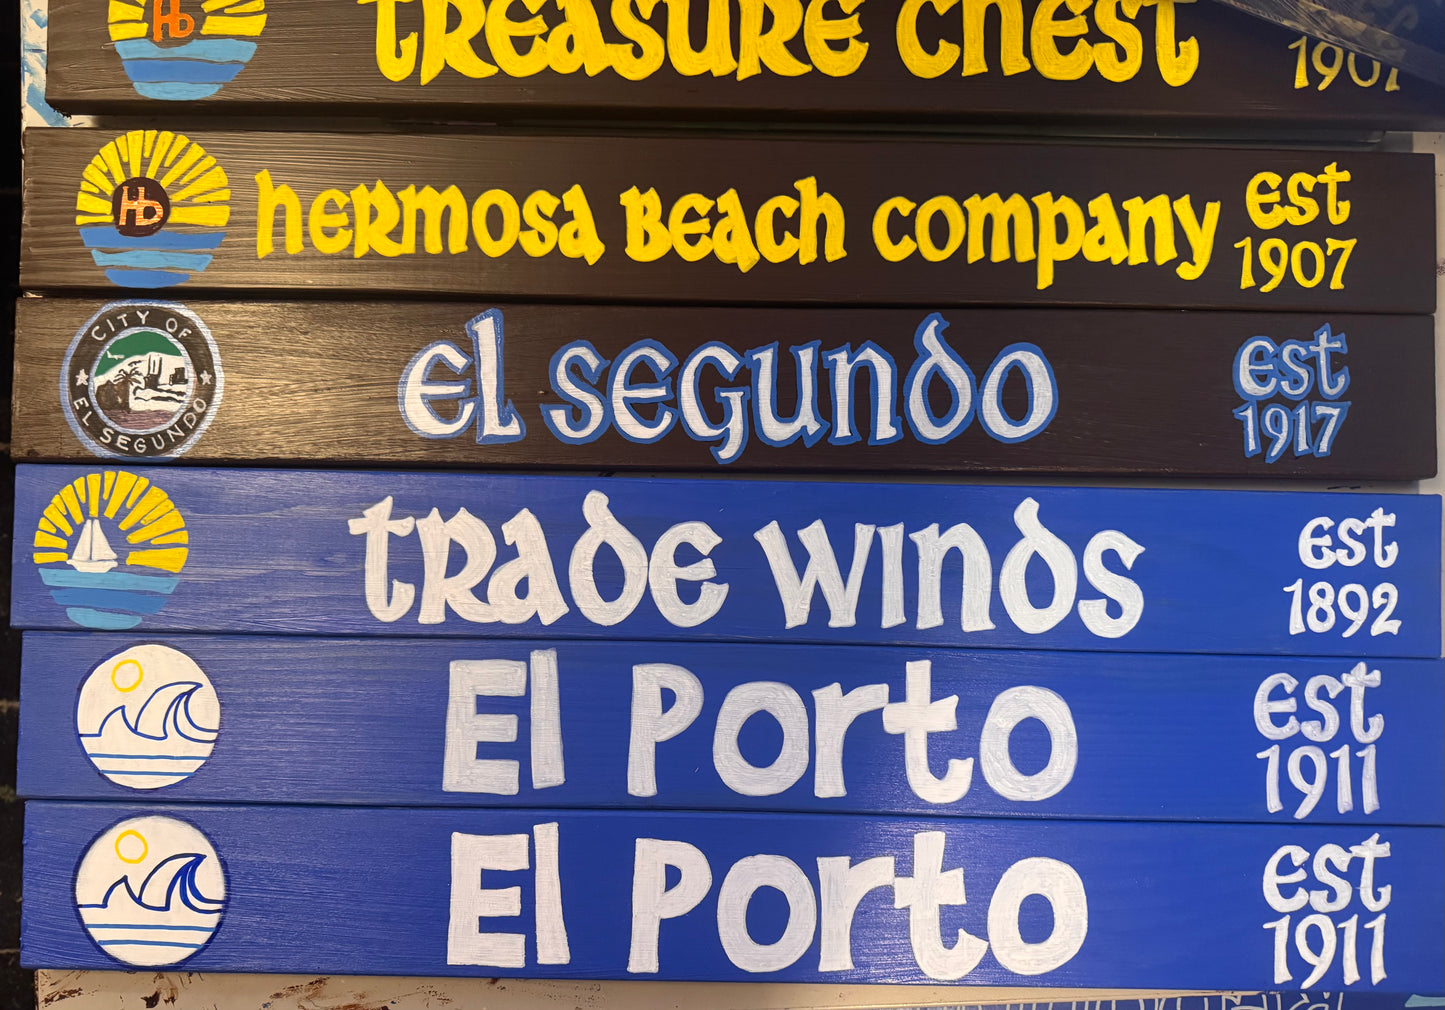 Hb TREASURE CHEST 1907
Hb HERMOSA BEACH COMPANY Est
1907
CITY OF EL SEGUNDO
EL SEGUNDO Est
1917
TRADE WINDS Est
1892
El Porto Est
1911
El Porto Est
1911